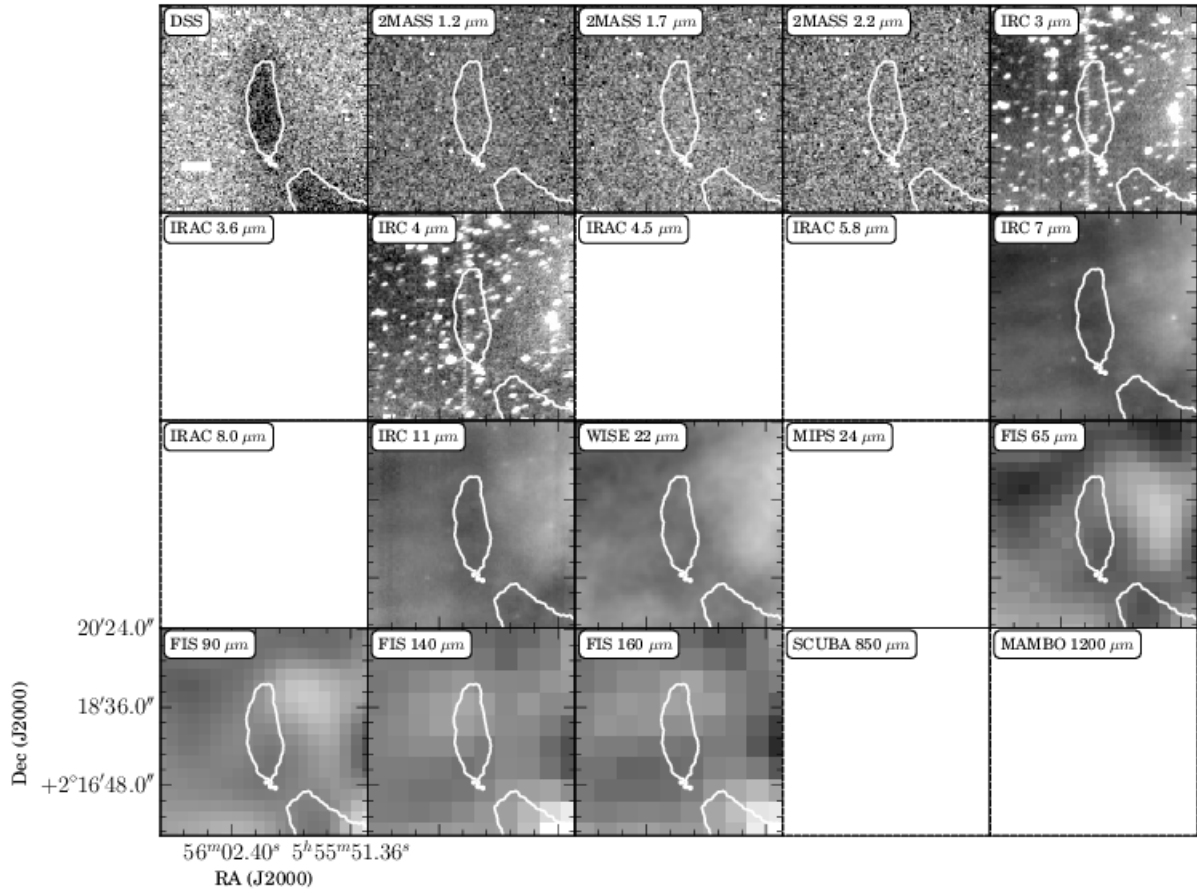 DSS
2MASS 1.2 μm
2MASS 1.7 μm
2MASS 2.2 μm
IRC 3 μm
IRAC 3.6 μm
IRC 4 μm
IRAC 4.5 μm
IRAC 5.8 μm
IRC 7 μm
IRAC 8.0 μm
IRC 11 μm
WISE 22 μm
MIPS 24 μm
FIS 65 μm
FIS 90 μm
FIS 140 μm
FIS 160 μm
SCUBA 850 μm
MAMBO 1200 μm
20′24.0″
18′36.0″
+2°16′48.0″
Dec (J2000)
56ᵐ02.40ˢ 5ʰ55ᵐ51.36ˢ
RA (J2000)